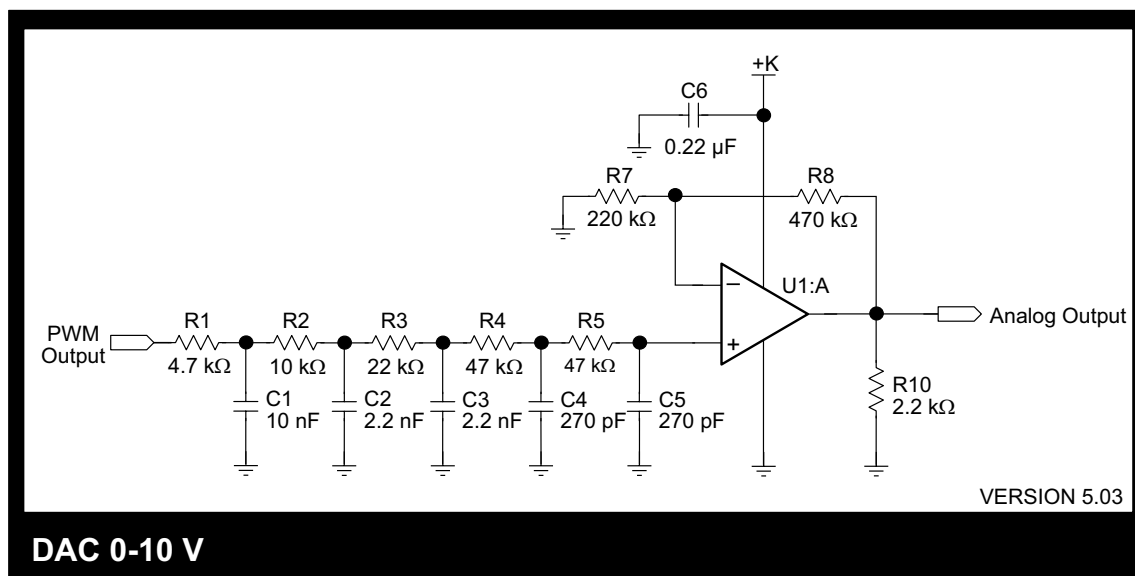 +K
C6
0.22 µF
R7
220 kΩ
R8
470 kΩ
−
U1:A
+
PWM
Output
R1
4.7 kΩ
R2
10 kΩ
R3
22 kΩ
R4
47 kΩ
R5
47 kΩ
Analog Output
R10
2.2 kΩ
C1
10 nF
C2
2.2 nF
C3
2.2 nF
C4
270 pF
C5
270 pF
VERSION 5.03
DAC 0-10 V